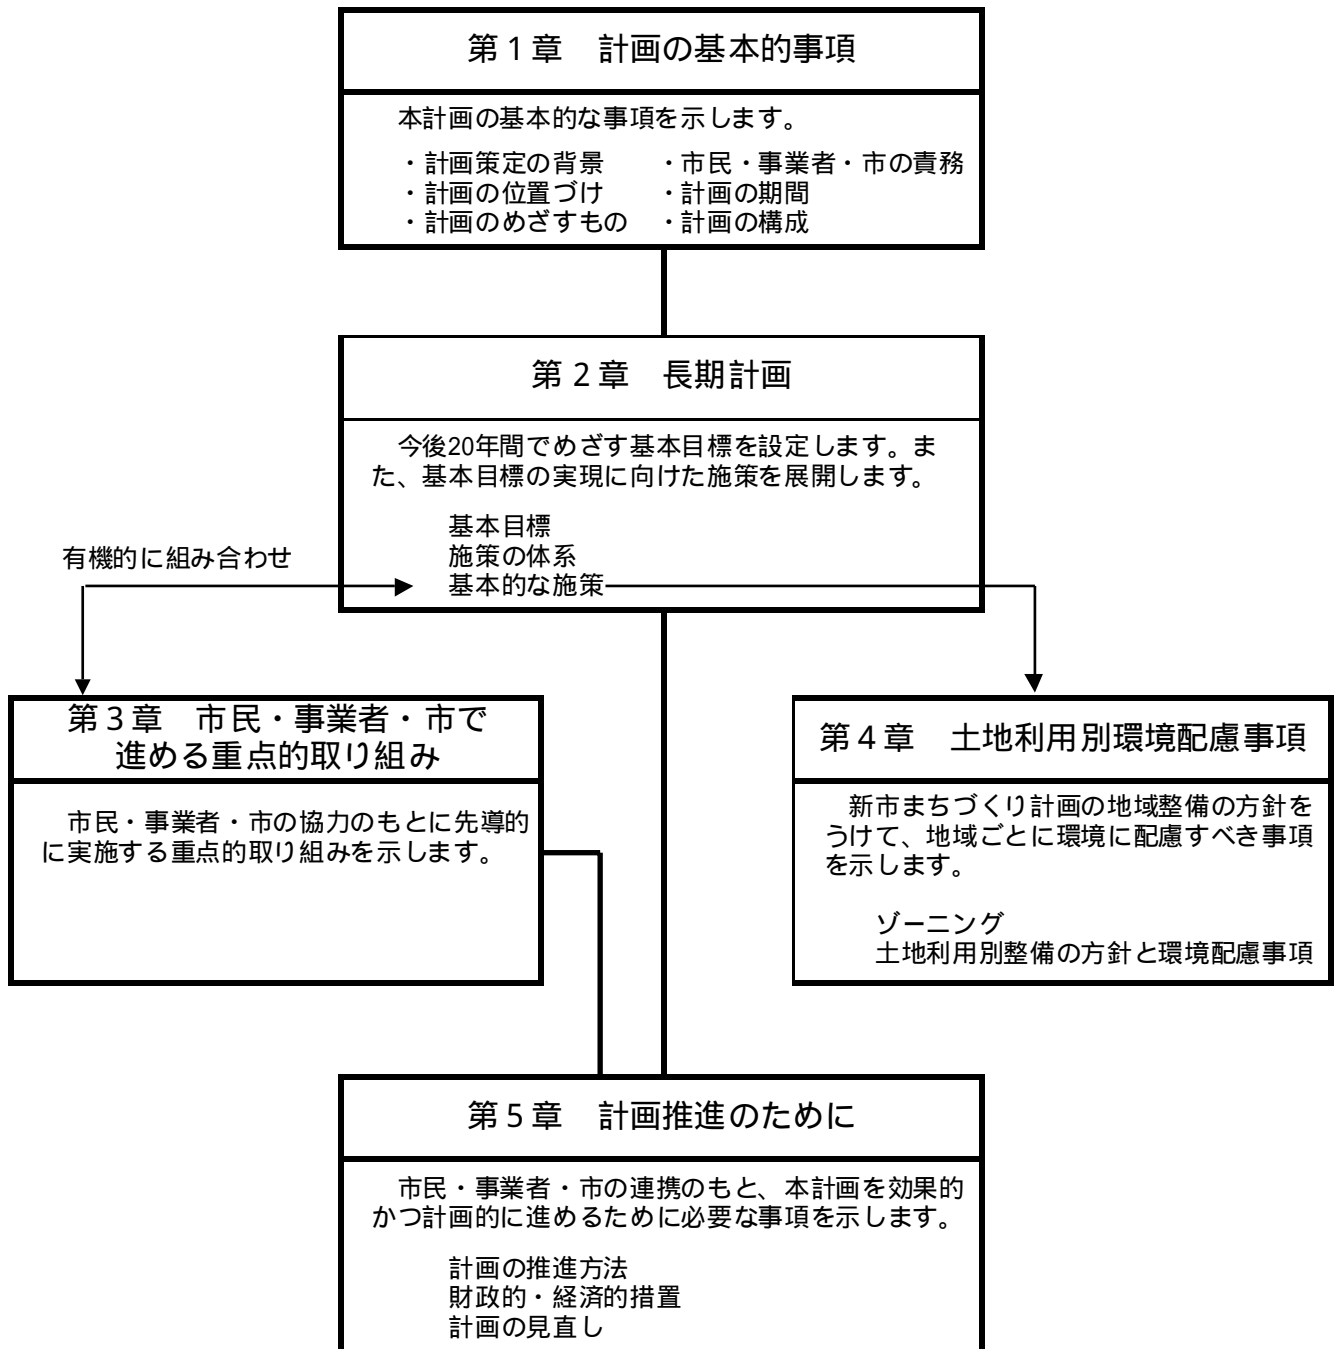 第1章　計画の基本的事項
本計画の基本的な事項を示します。
・計画策定の背景　　・市民・事業者・市の責務
・計画の位置づけ　　・計画の期間
・計画のめざすもの　・計画の構成
第2章　長期計画
今後20年間でめざす基本目標を設定します。ま
た、基本目標の実現に向けた施策を展開します。
基本目標
施策の体系
基本的な施策
有機的に組み合わせ
第3章　市民・事業者・市で
進める重点的取り組み
市民・事業者・市の協力のもとに先導的
に実施する重点的取り組みを示します。
第4章　土地利用別環境配慮事項
新市まちづくり計画の地域整備の方針を
うけて、地域ごとに環境に配慮すべき事項
を示します。
ゾーニング
土地利用別整備の方針と環境配慮事項
第5章　計画推進のために
市民・事業者・市の連携のもと、本計画を効果的
かつ計画的に進めるために必要な事項を示します。
計画の推進方法
財政的・経済的措置
計画の見直し